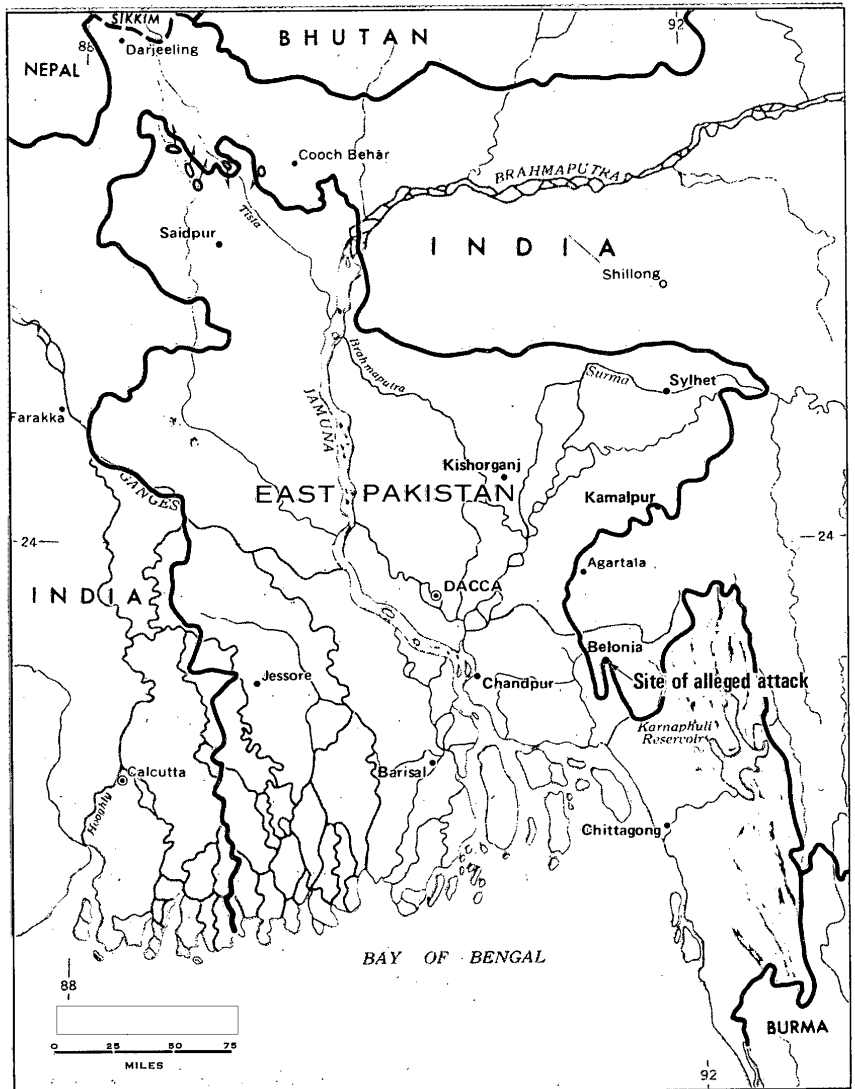 SIKKIM
88
Darjeeling
BHUTAN
92
NEPAL
Cooch Behār
BRAHMAPUTRA
Tista
Saidpur
INDIA
Shillong
Brahmaputra
Surma
Sylhet
JAMUNA
Farakka
Kishorganj
GANGES
EAST PAKISTAN
Kamalpur
24
24
Agartala
DACCA
INDIA
Belonia
Jessore
Chandpur
Site of alleged attack
Karnaphuli
Reservoir
Calcutta
Barisal
Hooghly
Chittagong
BAY OF BENGAL
88
BURMA
0 25 50 75
MILES
92